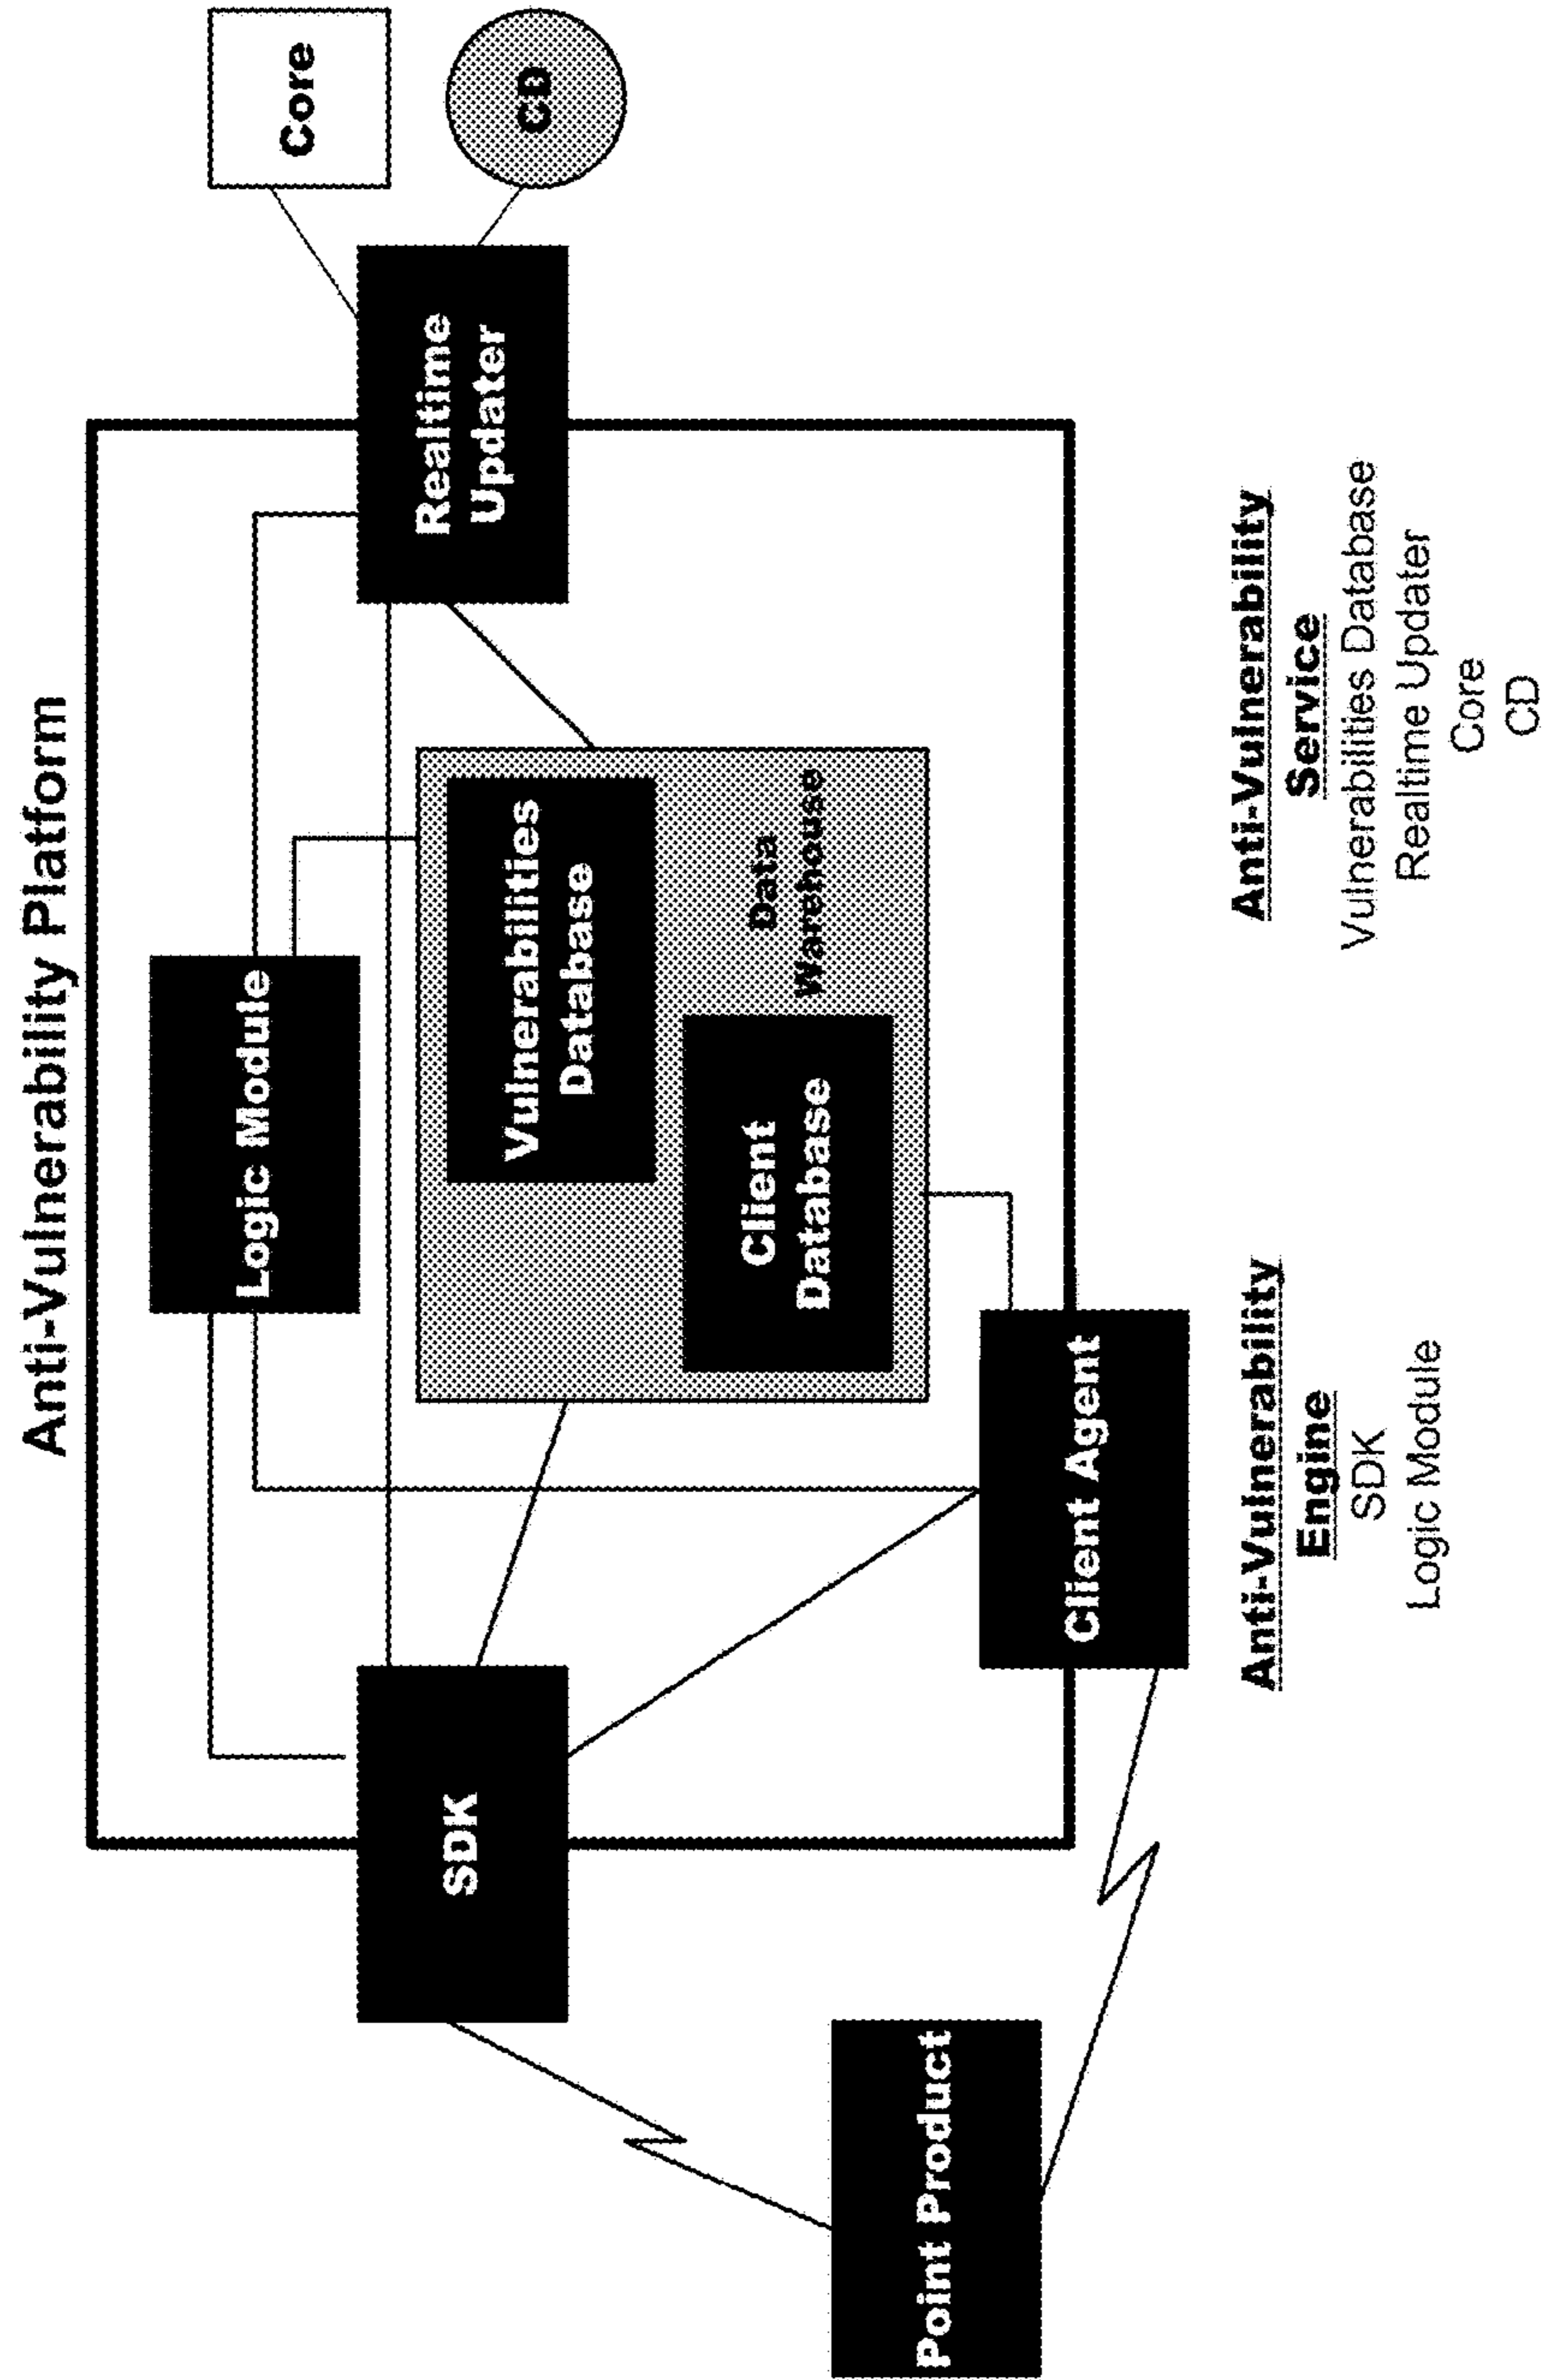 Anti-Vulnerability Platform
Logic Module
Core
CD
Realtime
Updater
SDK
Vulnerabilities
Database
Data
Warehouse
Client
Database
Point Product
Client Agent
Anti-Vulnerability
Engine
SDK
Logic Module
Anti-Vulnerability
Service
Vulnerabilities Database
Realtime Updater
Core
CD